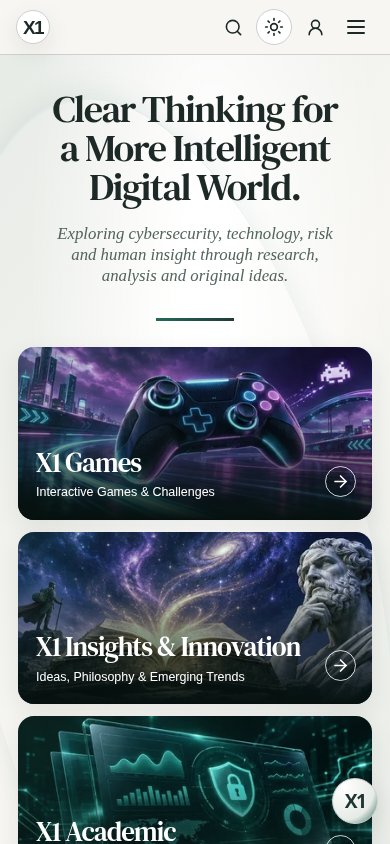 X1
Clear Thinking for
a More Intelligent
Digital World.
Exploring cybersecurity, technology, risk
and human insight through research,
analysis and original ideas.
X1 Games
Interactive Games & Challenges
X1 Insights & Innovation
Ideas, Philosophy & Emerging Trends
X1 Academic
X1